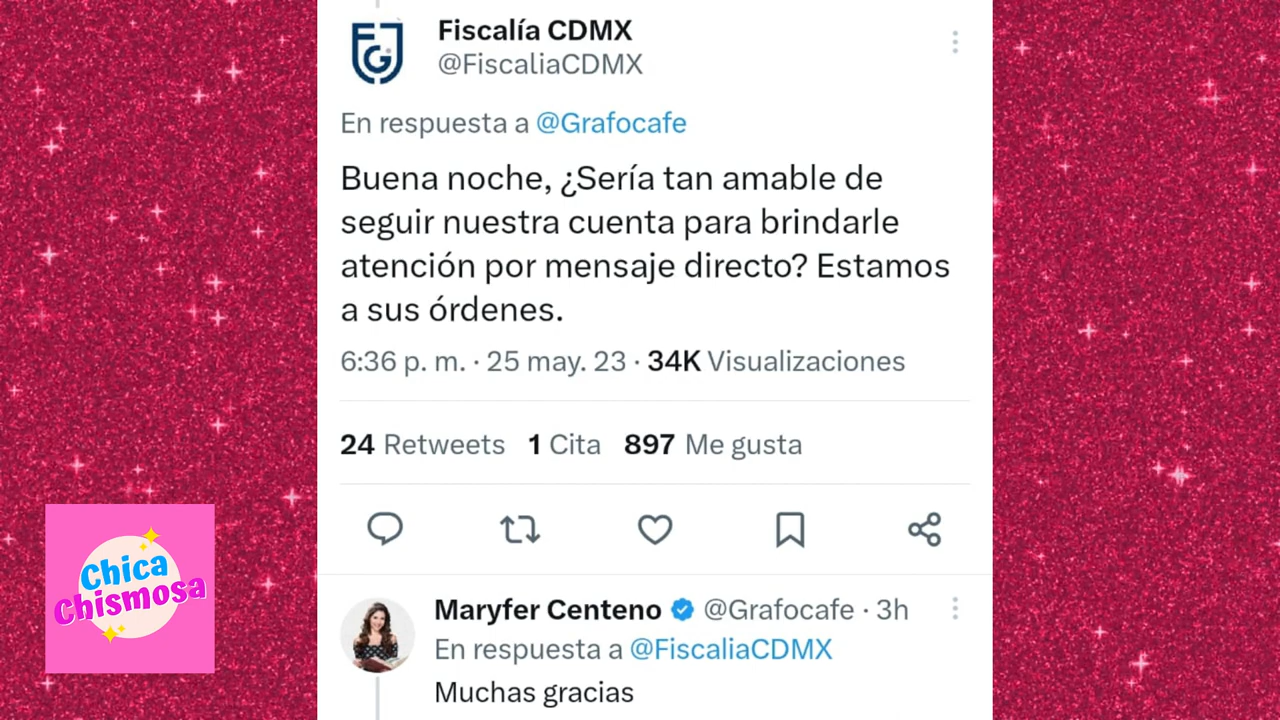 Fiscalía CDMX
@FiscaliaCDMX
En respuesta a @Grafocafe
Buena noche, ¿Sería tan amable de
seguir nuestra cuenta para brindarle
atención por mensaje directo? Estamos
a sus órdenes.
6:36 p. m. · 25 may. 23 · 34K Visualizaciones
24 Retweets 1 Cita 897 Me gusta
Chica
Chismosa
Maryfer Centeno @Grafocafe · 3h
En respuesta a @FiscaliaCDMX
Muchas gracias